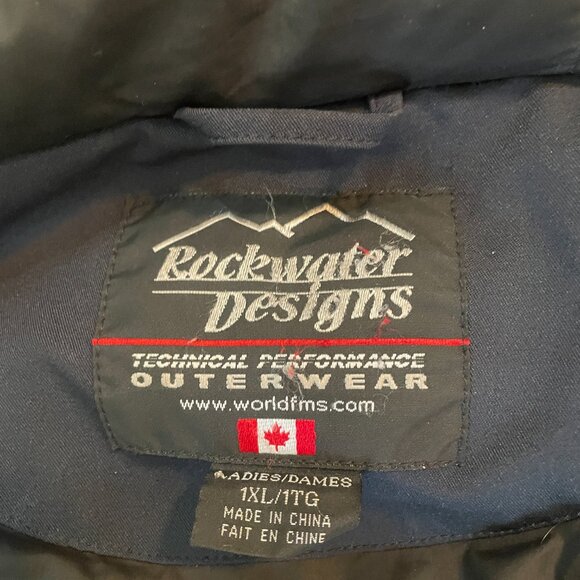 Rockwater
Designs
TECHNICAL PERFORMANCE
OUTERWEAR
www.worldfms.com
LADIES/DAMES
1XL/1TG
MADE IN CHINA
FAIT EN CHINE